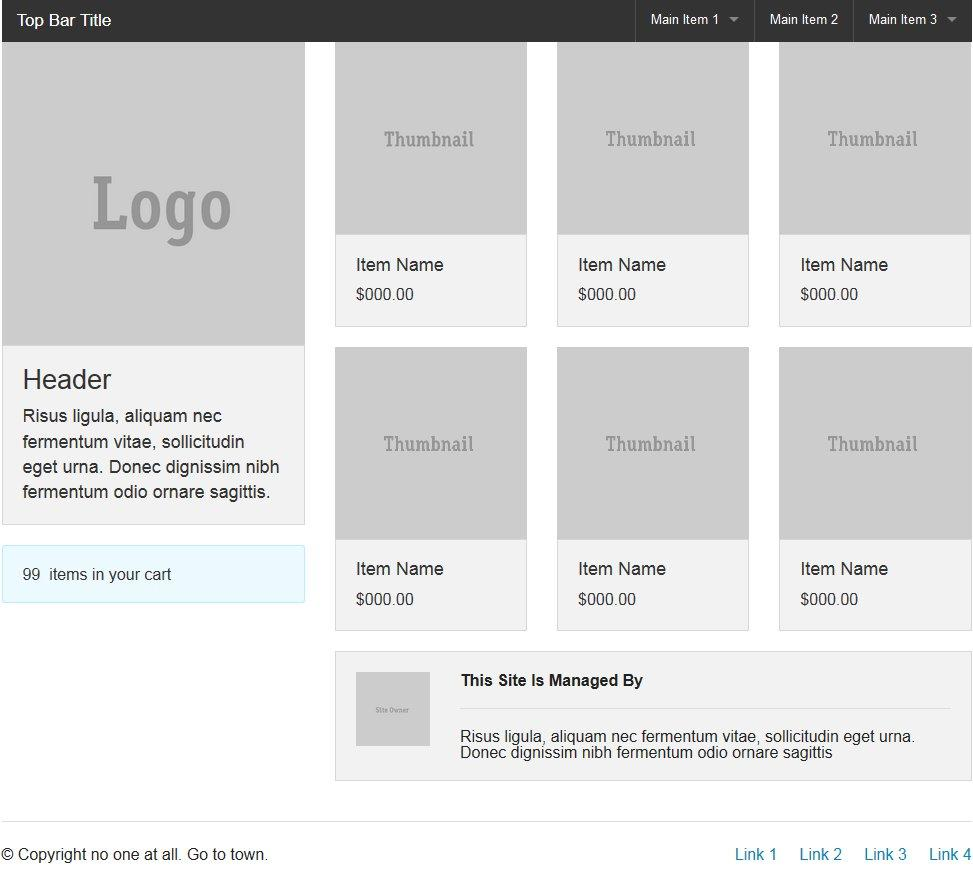 Top Bar Title
Main Item 1
Main Item 2
Main Item 3
Logo
Header
Risus ligula, aliquam nec
fermentum vitae, sollicitudin
eget urna. Donec dignissim nibh
fermentum odio ornare sagittis.
99 items in your cart
Thumbnail
Thumbnail
Thumbnail
Item Name
Item Name
Item Name
$000.00
$000.00
$000.00
Thumbnail
Thumbnail
Thumbnail
Item Name
Item Name
Item Name
$000.00
$000.00
$000.00
Site Owner
This Site Is Managed By
Risus ligula, aliquam nec fermentum vitae, sollicitudin eget urna.
Donec dignissim nibh fermentum odio ornare sagittis
© Copyright no one at all. Go to town.
Link 1
Link 2
Link 3
Link 4